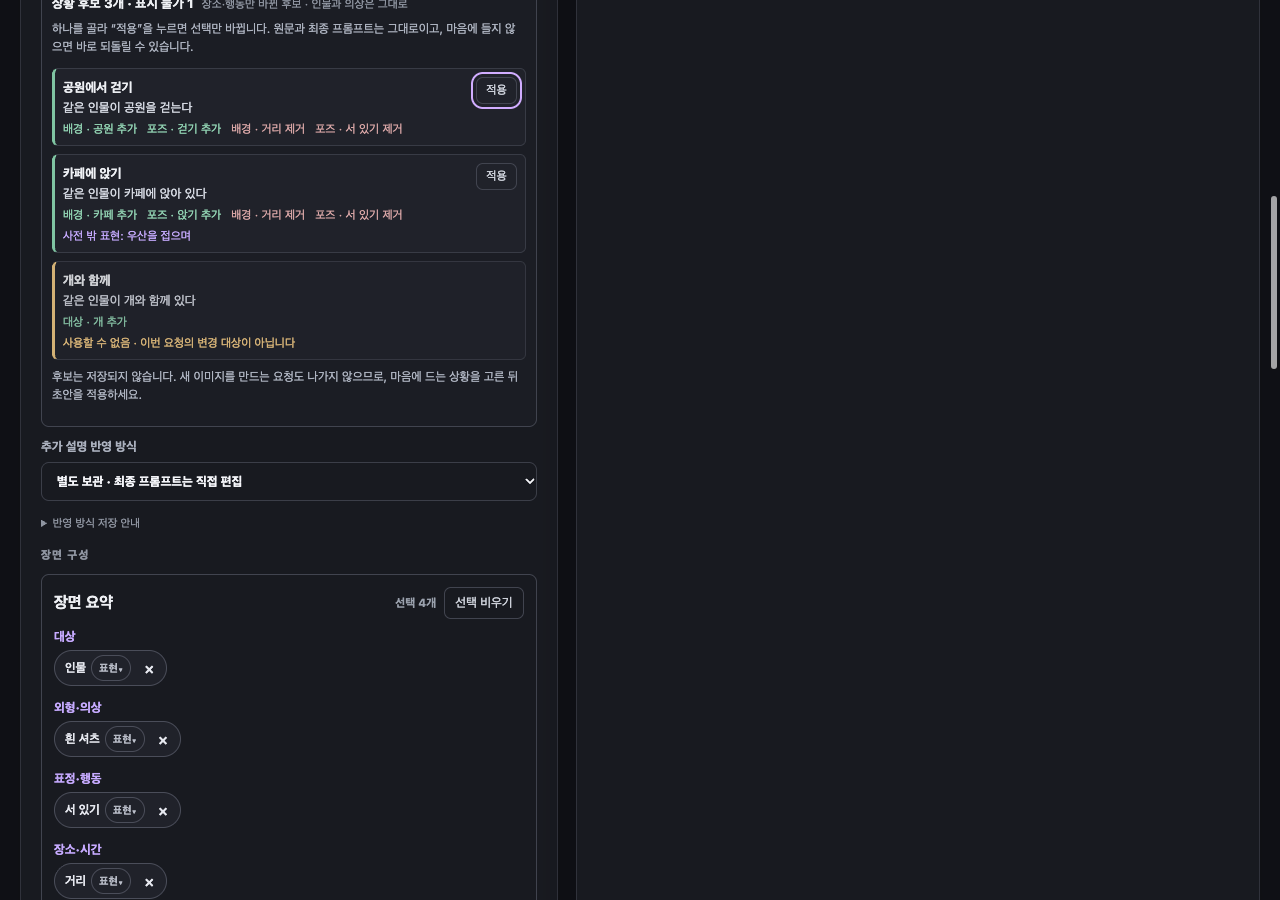 상황 후보 3개 · 표시 불가 1 장소·행동만 바뀐 후보 · 인물과 의상은 그대로
하나를 골라 “적용”을 누르면 선택만 바뀝니다. 원문과 최종 프롬프트는 그대로이고, 마음에 들지 않
으면 바로 되돌릴 수 있습니다.
공원에서 걷기
적용
같은 인물이 공원을 걷는다
배경 · 공원 추가 포즈 · 걷기 추가 배경 · 거리 제거 포즈 · 서 있기 제거
카페에 앉기
적용
같은 인물이 카페에 앉아 있다
배경 · 카페 추가 포즈 · 앉기 추가 배경 · 거리 제거 포즈 · 서 있기 제거
사전 밖 표현: 우산을 접으며
개와 함께
같은 인물이 개와 함께 있다
대상 · 개 추가
사용할 수 없음 · 이번 요청의 변경 대상이 아닙니다
후보는 저장되지 않습니다. 새 이미지를 만드는 요청도 나가지 않으므로, 마음에 드는 상황을 고른 뒤
초안을 적용하세요.
추가 설명 반영 방식
별도 보관 · 최종 프롬프트는 직접 편집
▶ 반영 방식 저장 안내
장면 구성
장면 요약 선택 4개 선택 비우기
대상
인물 표현▾ ×
외형·의상
흰 셔츠 표현▾ ×
표정·행동
서 있기 표현▾ ×
장소·시간
거리 표현▾ ×